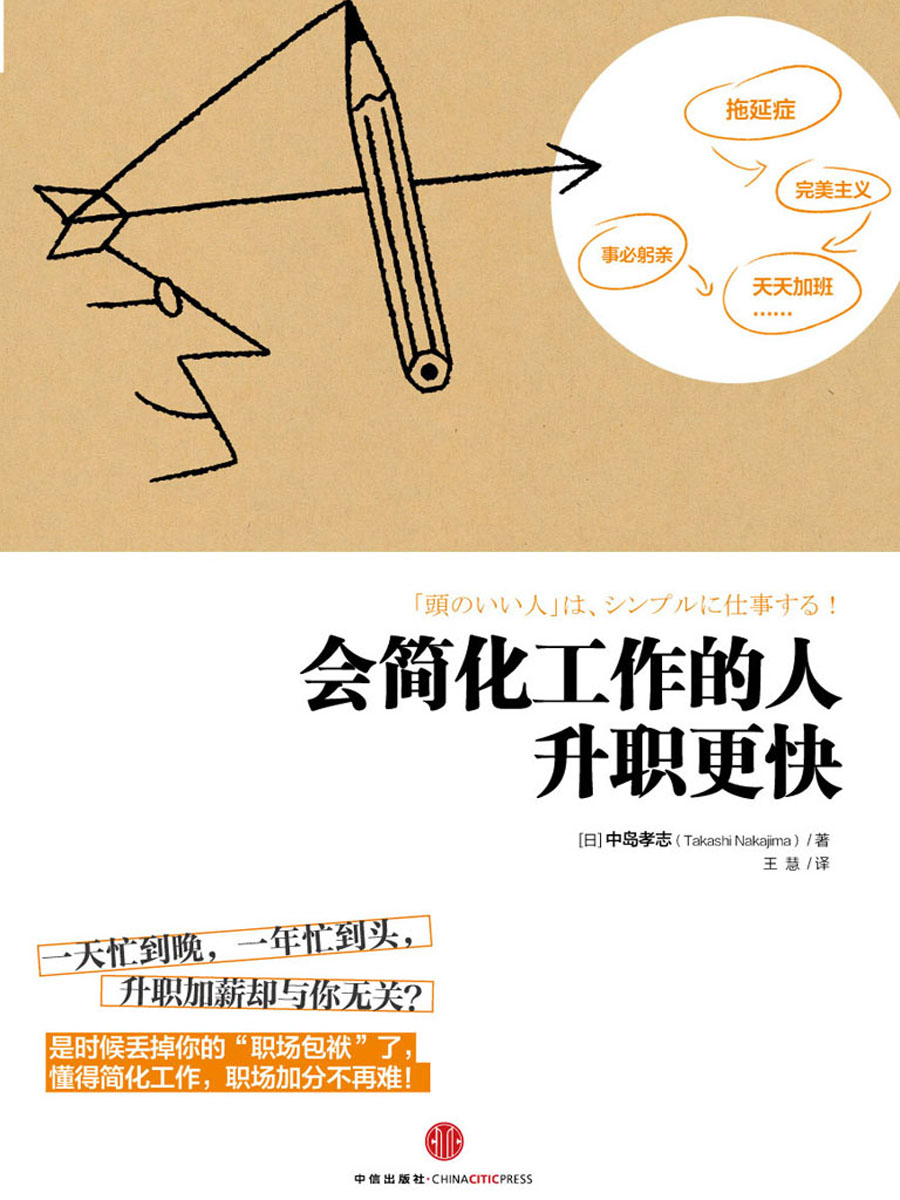 拖延症
完美主义
事必躬亲
天天加班
……
「頭のいい人」は、シンプルに仕事する！
会简化工作的人
升职更快
[日] 中岛孝志（Takashi Nakajima）/著
王 慧 /译
一天忙到晚，一年忙到头，
升职加薪却与你无关？
是时候丢掉你的“职场包袱”了，
懂得简化工作，职场加分不再难！
中信出版社·CHINACITICPRESS